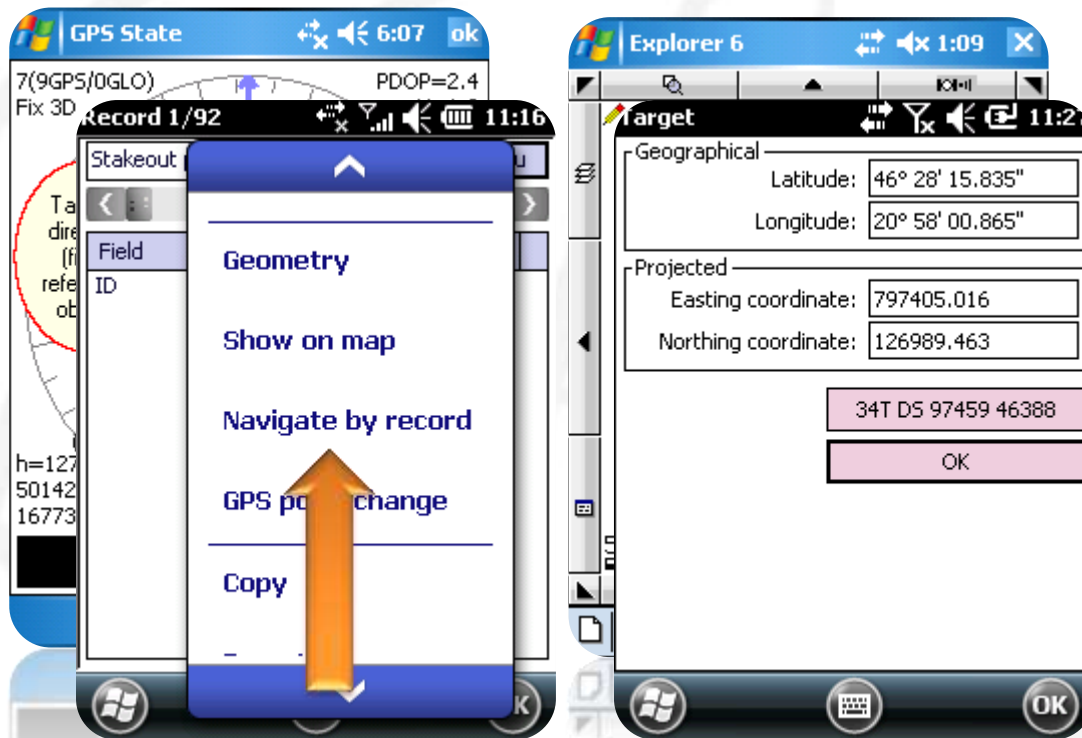 GPS State
6:07
ok
7(9GPS/0GLO)
PDOP=2.4
Fix 3D
h=127
50142
16773
Record 1/92
11:16
Stakeout
Field
ID
Geometry
Show on map
Navigate by record
GPS change
Copy
Explorer 6
1:09
Target
Geographical
Latitude:
46° 28' 15.835"
Longitude:
20° 58' 00.865"
Projected
Easting coordinate:
797405.016
Northing coordinate:
126989.463
34T DS 97459 46388
OK
OK